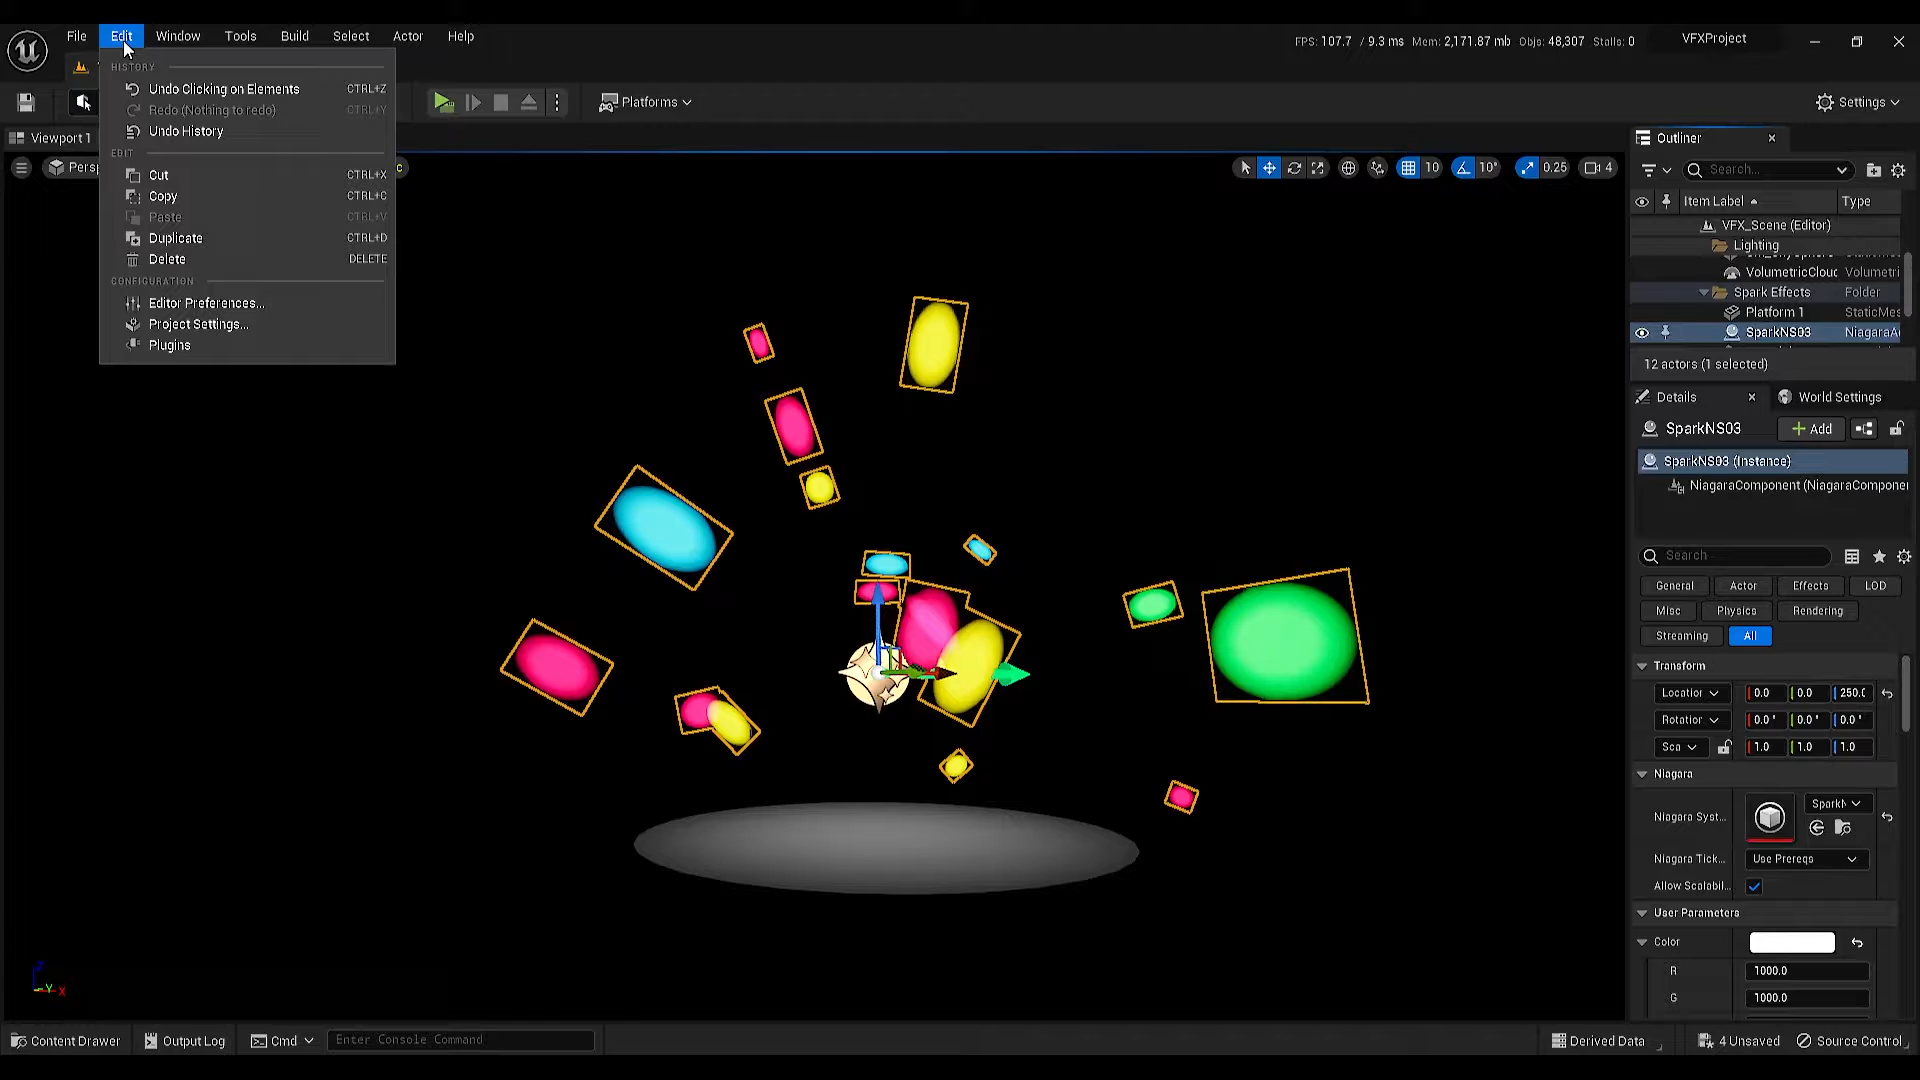 File Edit Window Tools Build Select Actor Help
FPS: 107.7 / 9.3 ms Mem: 2,171.87 mb Objs: 48,307 Stalls: 0
VFXProject
HISTORY
Undo Clicking on Elements CTRL+Z
Redo (Nothing to redo) CTRL+Y
Undo History
EDIT
Cut CTRL+X
Copy CTRL+C
Paste CTRL+V
Duplicate CTRL+D
Delete DELETE
CONFIGURATION
Editor Preferences...
Project Settings...
Plugins
Platforms
Settings
Viewport 1
Persp
c
10 10° 0.25 4
Outliner
Search...
Item Label Type
VFX_Scene (Editor)
Lighting
VolumetricCloud Volumetri
Spark Effects Folder
Platform 1 StaticMes
SparkNS03 NiagaraA
12 actors (1 selected)
Details World Settings
SparkNS03 Add
SparkNS03 (Instance)
NiagaraComponent (NiagaraComponen
Search
General Actor Effects LOD
Misc Physics Rendering
Streaming All
Transform
Location 0.0 0.0 250.0
Rotation 0.0° 0.0° 0.0°
Sca 1.0 1.0 1.0
Niagara
Niagara Syst... SparkN
Niagara Tick... Use Prereqs
Allow Scalabil...
User Parameters
Color
R 1000.0
G 1000.0
Z
Y X
Content Drawer Output Log Cmd Enter Console Command
Derived Data 4 Unsaved Source Control